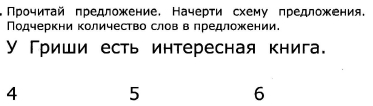 . Прочитай предложение. Начерти схему предложения.
Подчеркни количество слов в предложении.
У Гриши есть интересная книга.
4 5 6